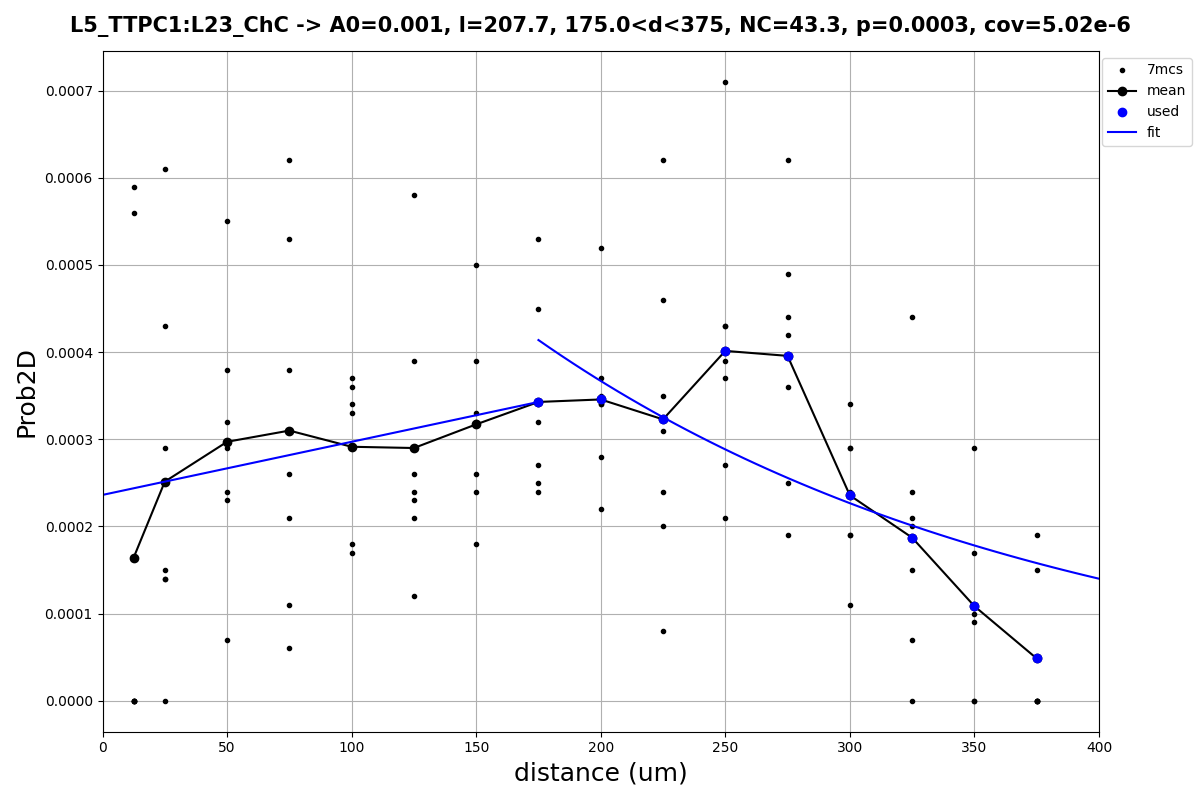 L5_TTPC1:L23_ChC -> A0=0.001, l=207.7, 175.0<d<375, NC=43.3, p=0.0003, cov=5.02e-6
7mcs
mean
used
fit
0.0007
0.0006
0.0005
0.0004
0.0003
0.0002
0.0001
0.0000
Prob2D
0 50 100 150 200 250 300 350 400
distance (um)